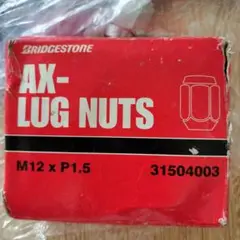 BRIDGESTONE
AX-
LUG NUTS
M12 x P1.5 31504003